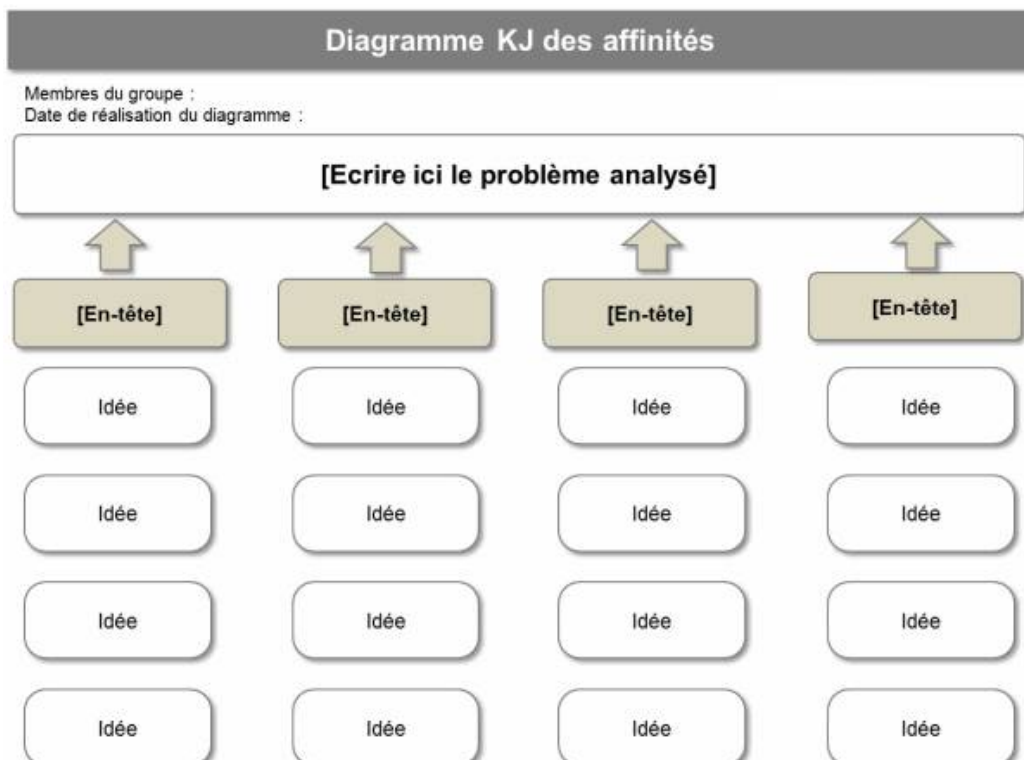 Diagramme KJ des affinités
Membres du groupe :
Date de réalisation du diagramme :
[Ecrire ici le problème analysé]
[En-tête] [En-tête] [En-tête] [En-tête]
Idée Idée Idée Idée
Idée Idée Idée Idée
Idée Idée Idée Idée
Idée Idée Idée Idée